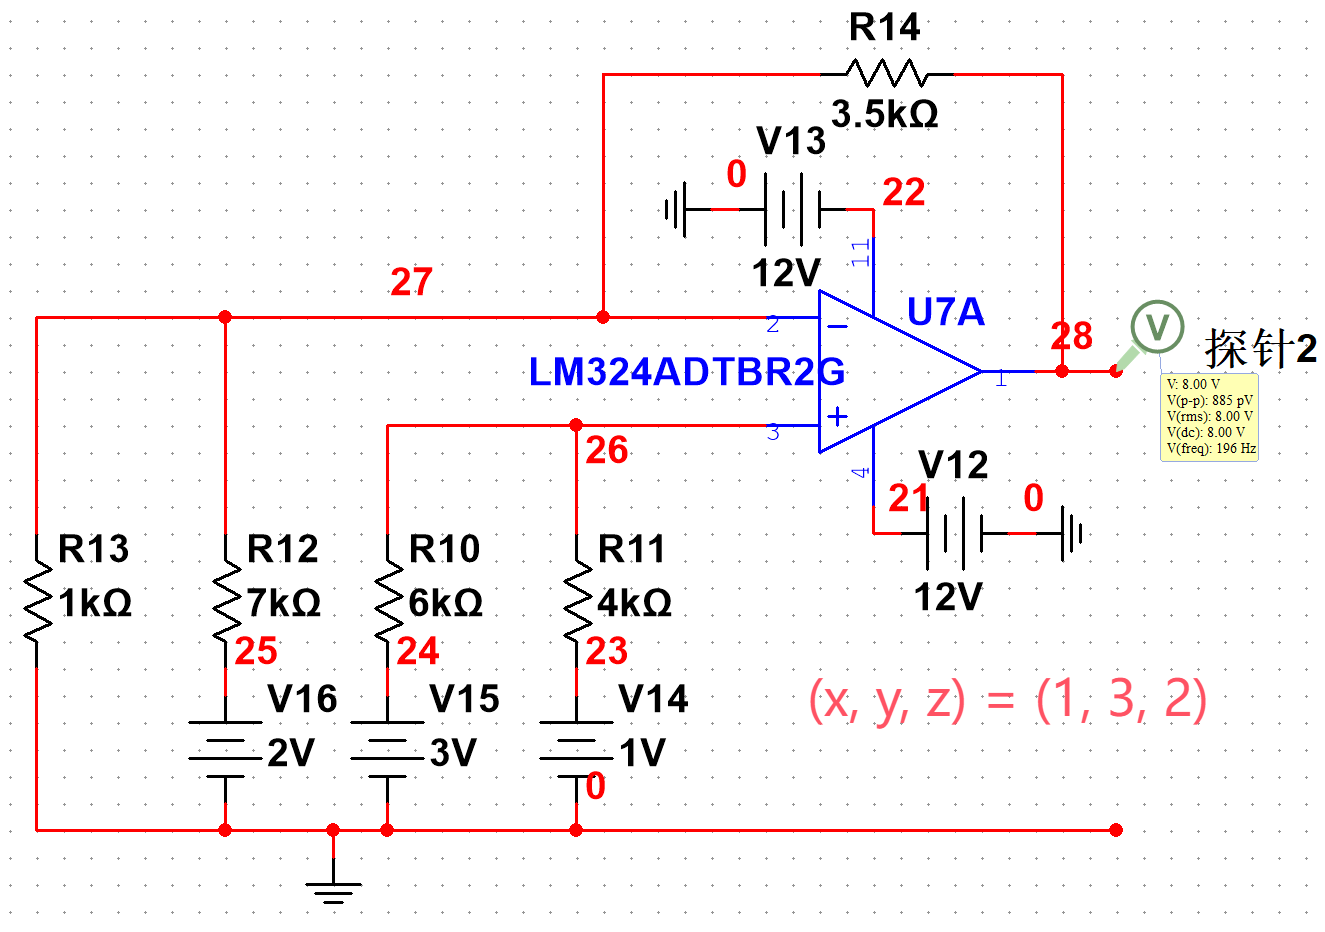 R14
3.5kΩ
V13
0
22
12V
11
27
2
U7A
28
V
探针2
LM324ADTBR2G
1
V: 8.00 V
V(p-p): 885 pV
V(rms): 8.00 V
V(dc): 8.00 V
V(freq): 196 Hz
3
26
4
V12
21
0
12V
R13
1kΩ
R12
7kΩ
R10
6kΩ
R11
4kΩ
25
24
23
V16
2V
V15
3V
V14
1V
0
(x, y, z) = (1, 3, 2)